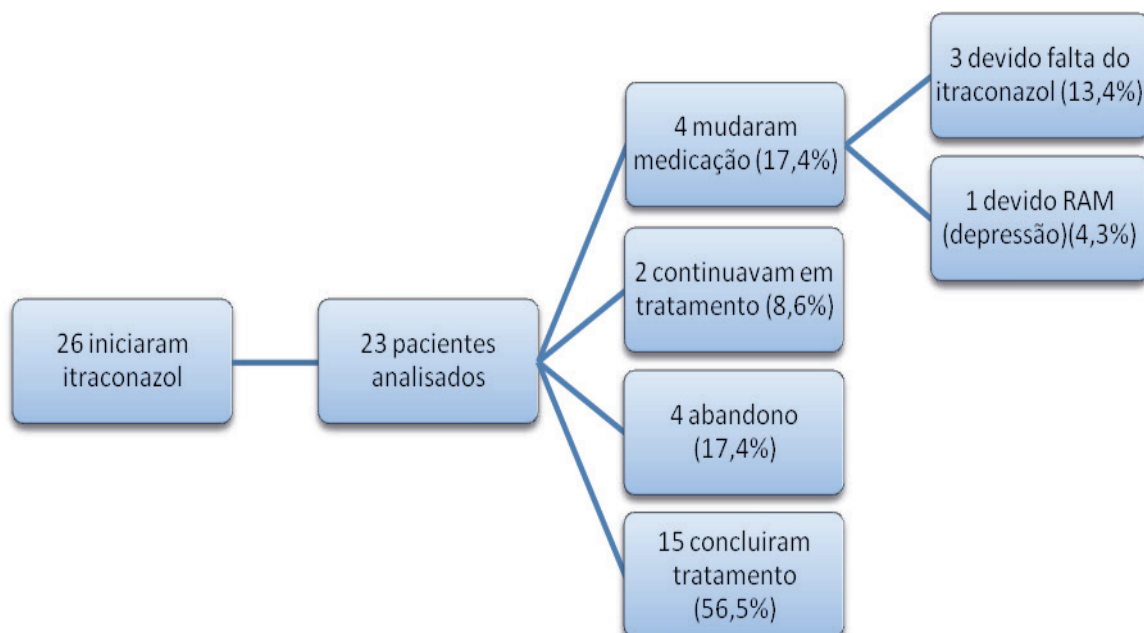 26 iniciaram
itraconazol
23 pacientes
analisados
4 mudaram
medicação (17,4%)
3 devido falta do
itraconazol (13,4%)
1 devido RAM
(depressão)(4,3%)
2 continuavam em
tratamento (8,6%)
4 abandono
(17,4%)
15 concluiram
tratamento
(56,5%)